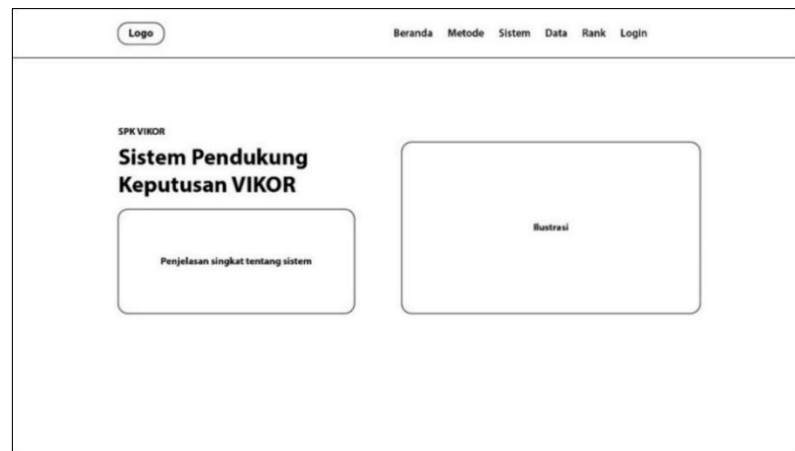 Logo
Beranda Metode Sistem Data Rank Login
SPK VIKOR
Sistem Pendukung
Keputusan VIKOR
Penjelasan singkat tentang sistem
Ilustrasi